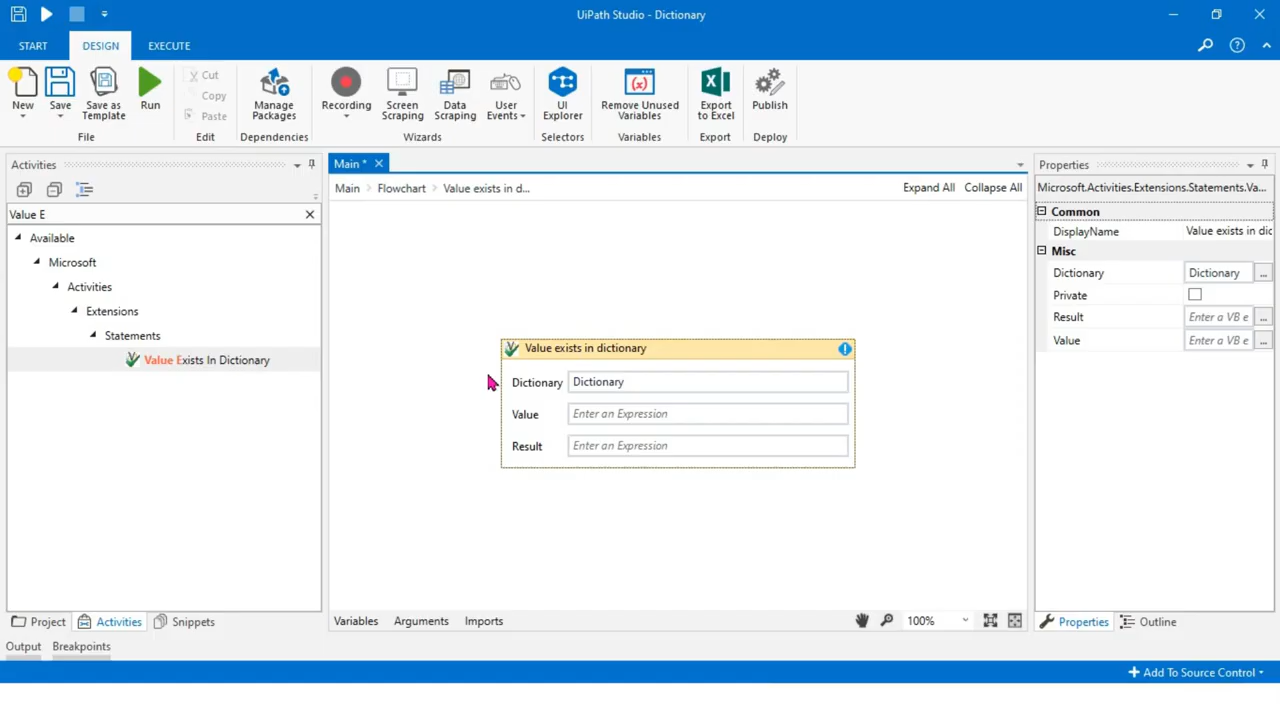 UiPath Studio - Dictionary
START DESIGN EXECUTE
New Save Save as Template Run Cut Copy Paste Manage Packages Recording Screen Scraping Data Scraping User Events UI Explorer Remove Unused Variables Export to Excel Publish
File Edit Dependencies Wizards Selectors Variables Export Deploy
Activities
Value E
Available
Microsoft
Activities
Extensions
Statements
Value Exists In Dictionary
Project Activities Snippets
Main *
Main > Flowchart > Value exists in d... Expand All Collapse All
Value exists in dictionary
Dictionary Dictionary
Value Enter an Expression
Result Enter an Expression
Variables Arguments Imports 100%
Properties
Microsoft.Activities.Extensions.Statements.Va...
Common
DisplayName Value exists in dic
Misc
Dictionary Dictionary ...
Private
Result Enter a VB e ...
Value Enter a VB e ...
Properties Outline
Output Breakpoints
Add To Source Control